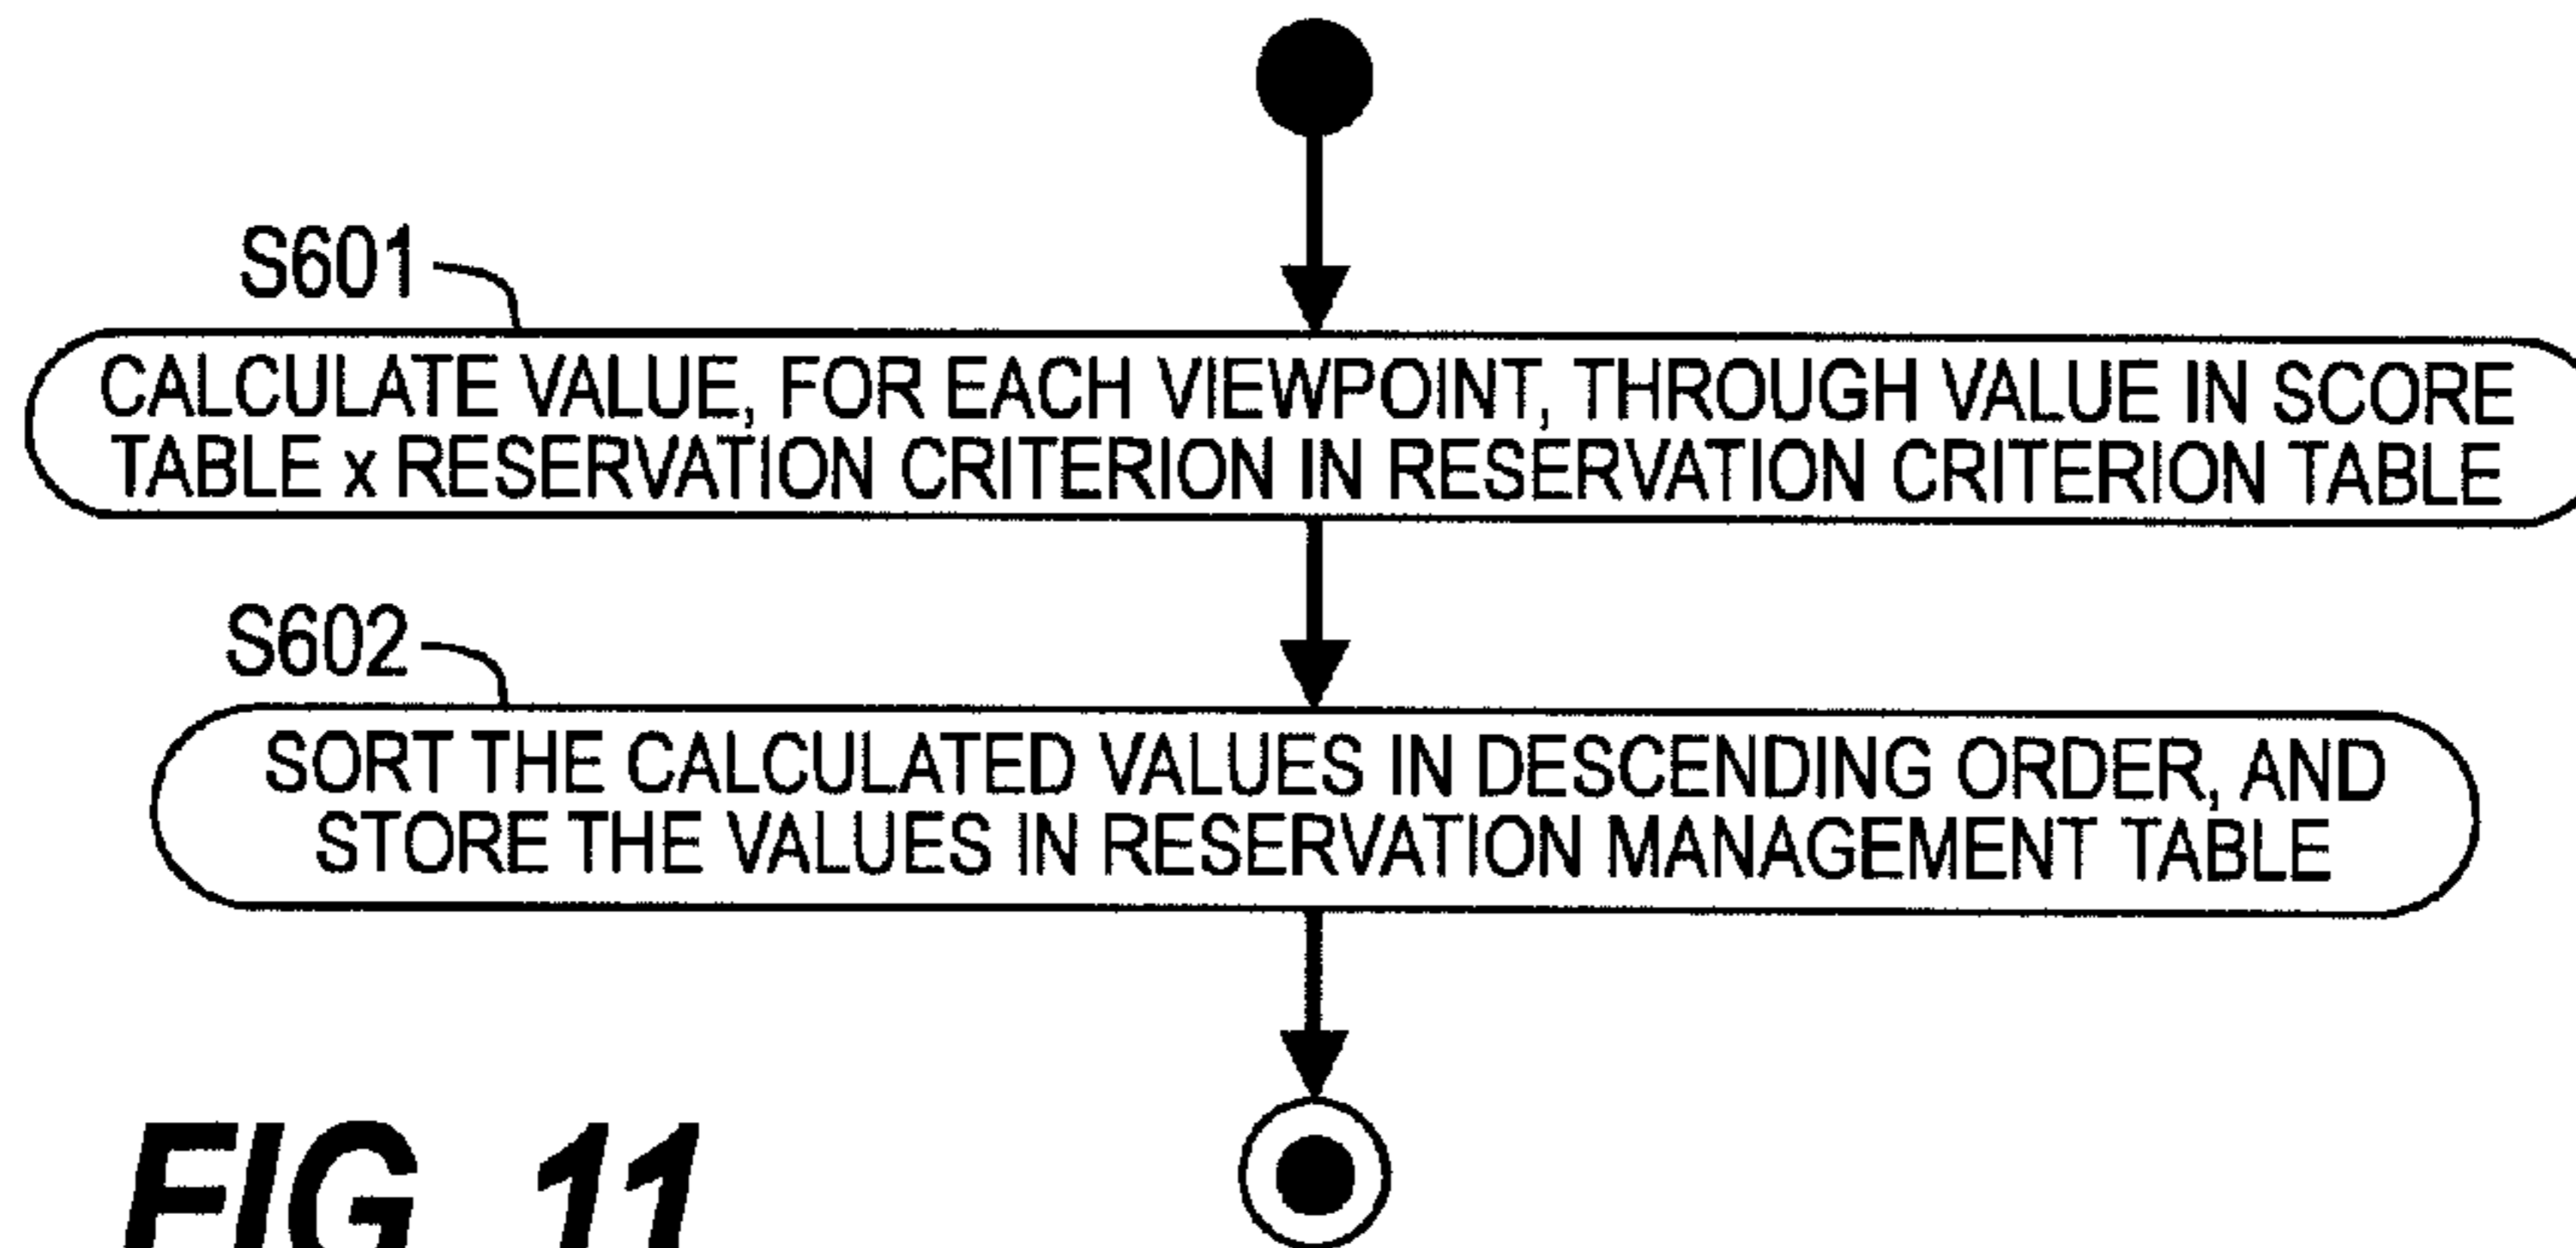 S601
CALCULATE VALUE, FOR EACH VIEWPOINT, THROUGH VALUE IN SCORE
TABLE x RESERVATION CRITERION IN RESERVATION CRITERION TABLE
S602
SORT THE CALCULATED VALUES IN DESCENDING ORDER, AND
STORE THE VALUES IN RESERVATION MANAGEMENT TABLE
FIG. 11